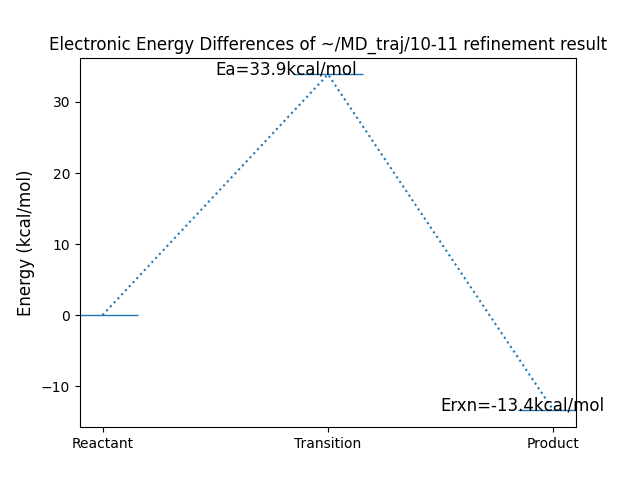 Electronic Energy Differences of ~/MD_traj/10-11 refinement result
Ea=33.9kcal/mol
30
20
10
0
−10
Energy (kcal/mol)
Erxn=-13.4kcal/mol
Reactant
Transition
Product